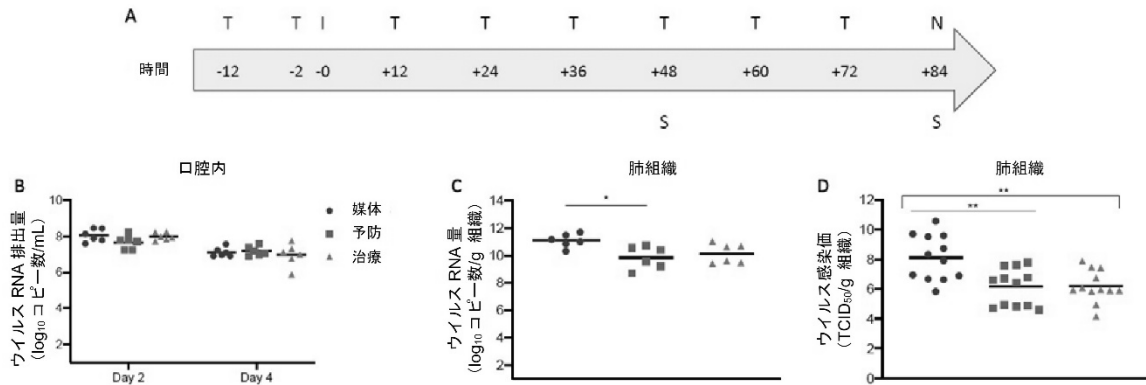 A
T T I T T T T T T N
時間 -12 -2 -0 +12 +24 +36 +48 +60 +72 +84
S S
口腔内
肺組織
肺組織
B
ウイルス RNA 排出量
(log10 コピー数/mL)
10
8
6
4
2
Day 2 Day 4
媒体
予防
治療
C
ウイルス RNA 量
(log10 コピー数/g 組織)
14
12
10
8
6
4
2
*
D
ウイルス感染価
(TCID50/g 組織)
12
10
8
6
4
2
0
**
**